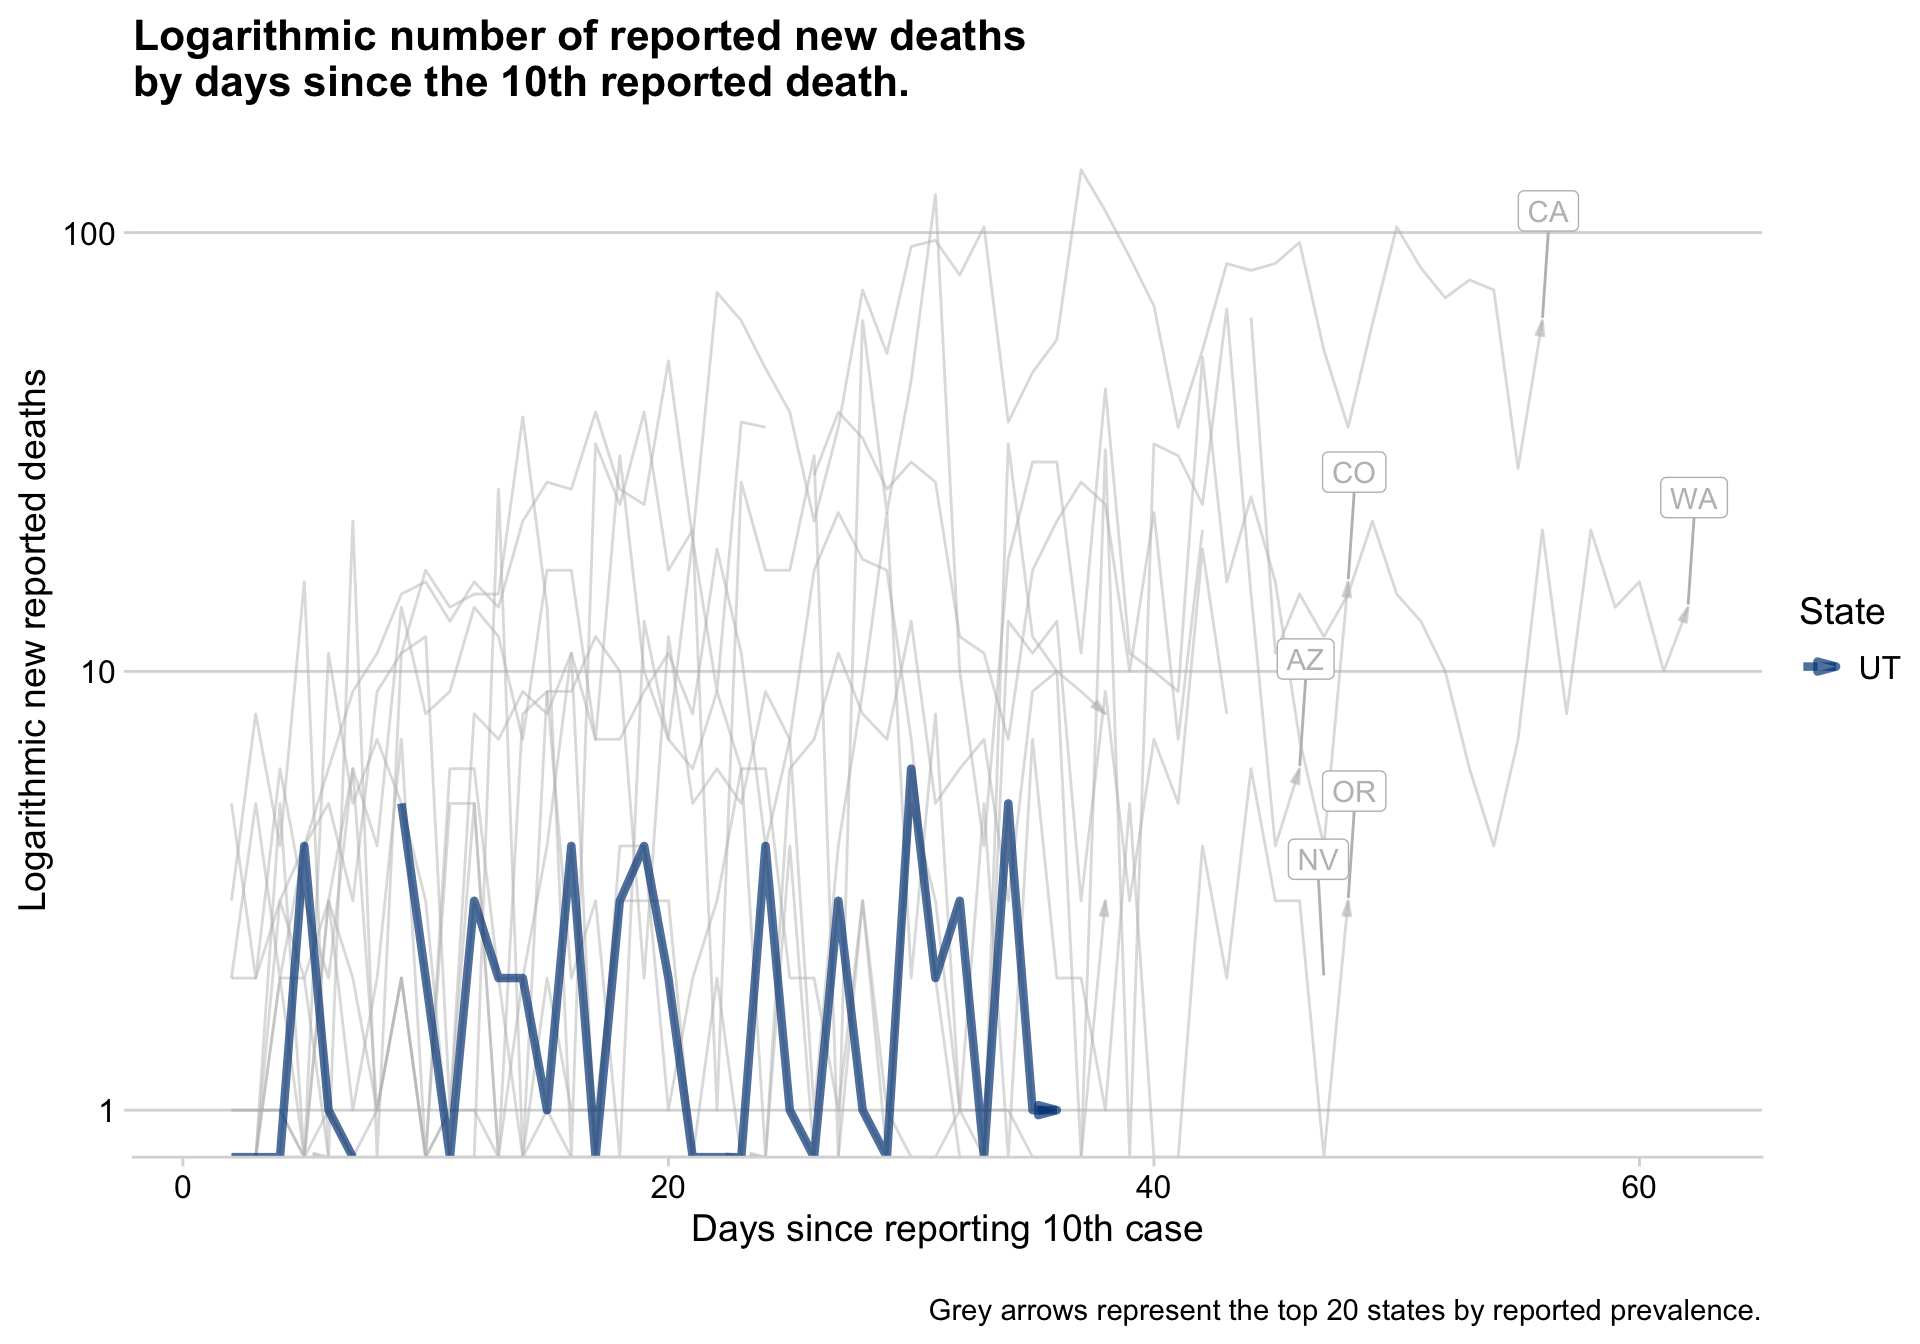 Logarithmic number of reported new deaths
by days since the 10th reported death.
Logarithmic new reported deaths
100
10
1
CA
CO
WA
AZ
OR
NV
State
UT
0 20 40 60
Days since reporting 10th case
Grey arrows represent the top 20 states by reported prevalence.